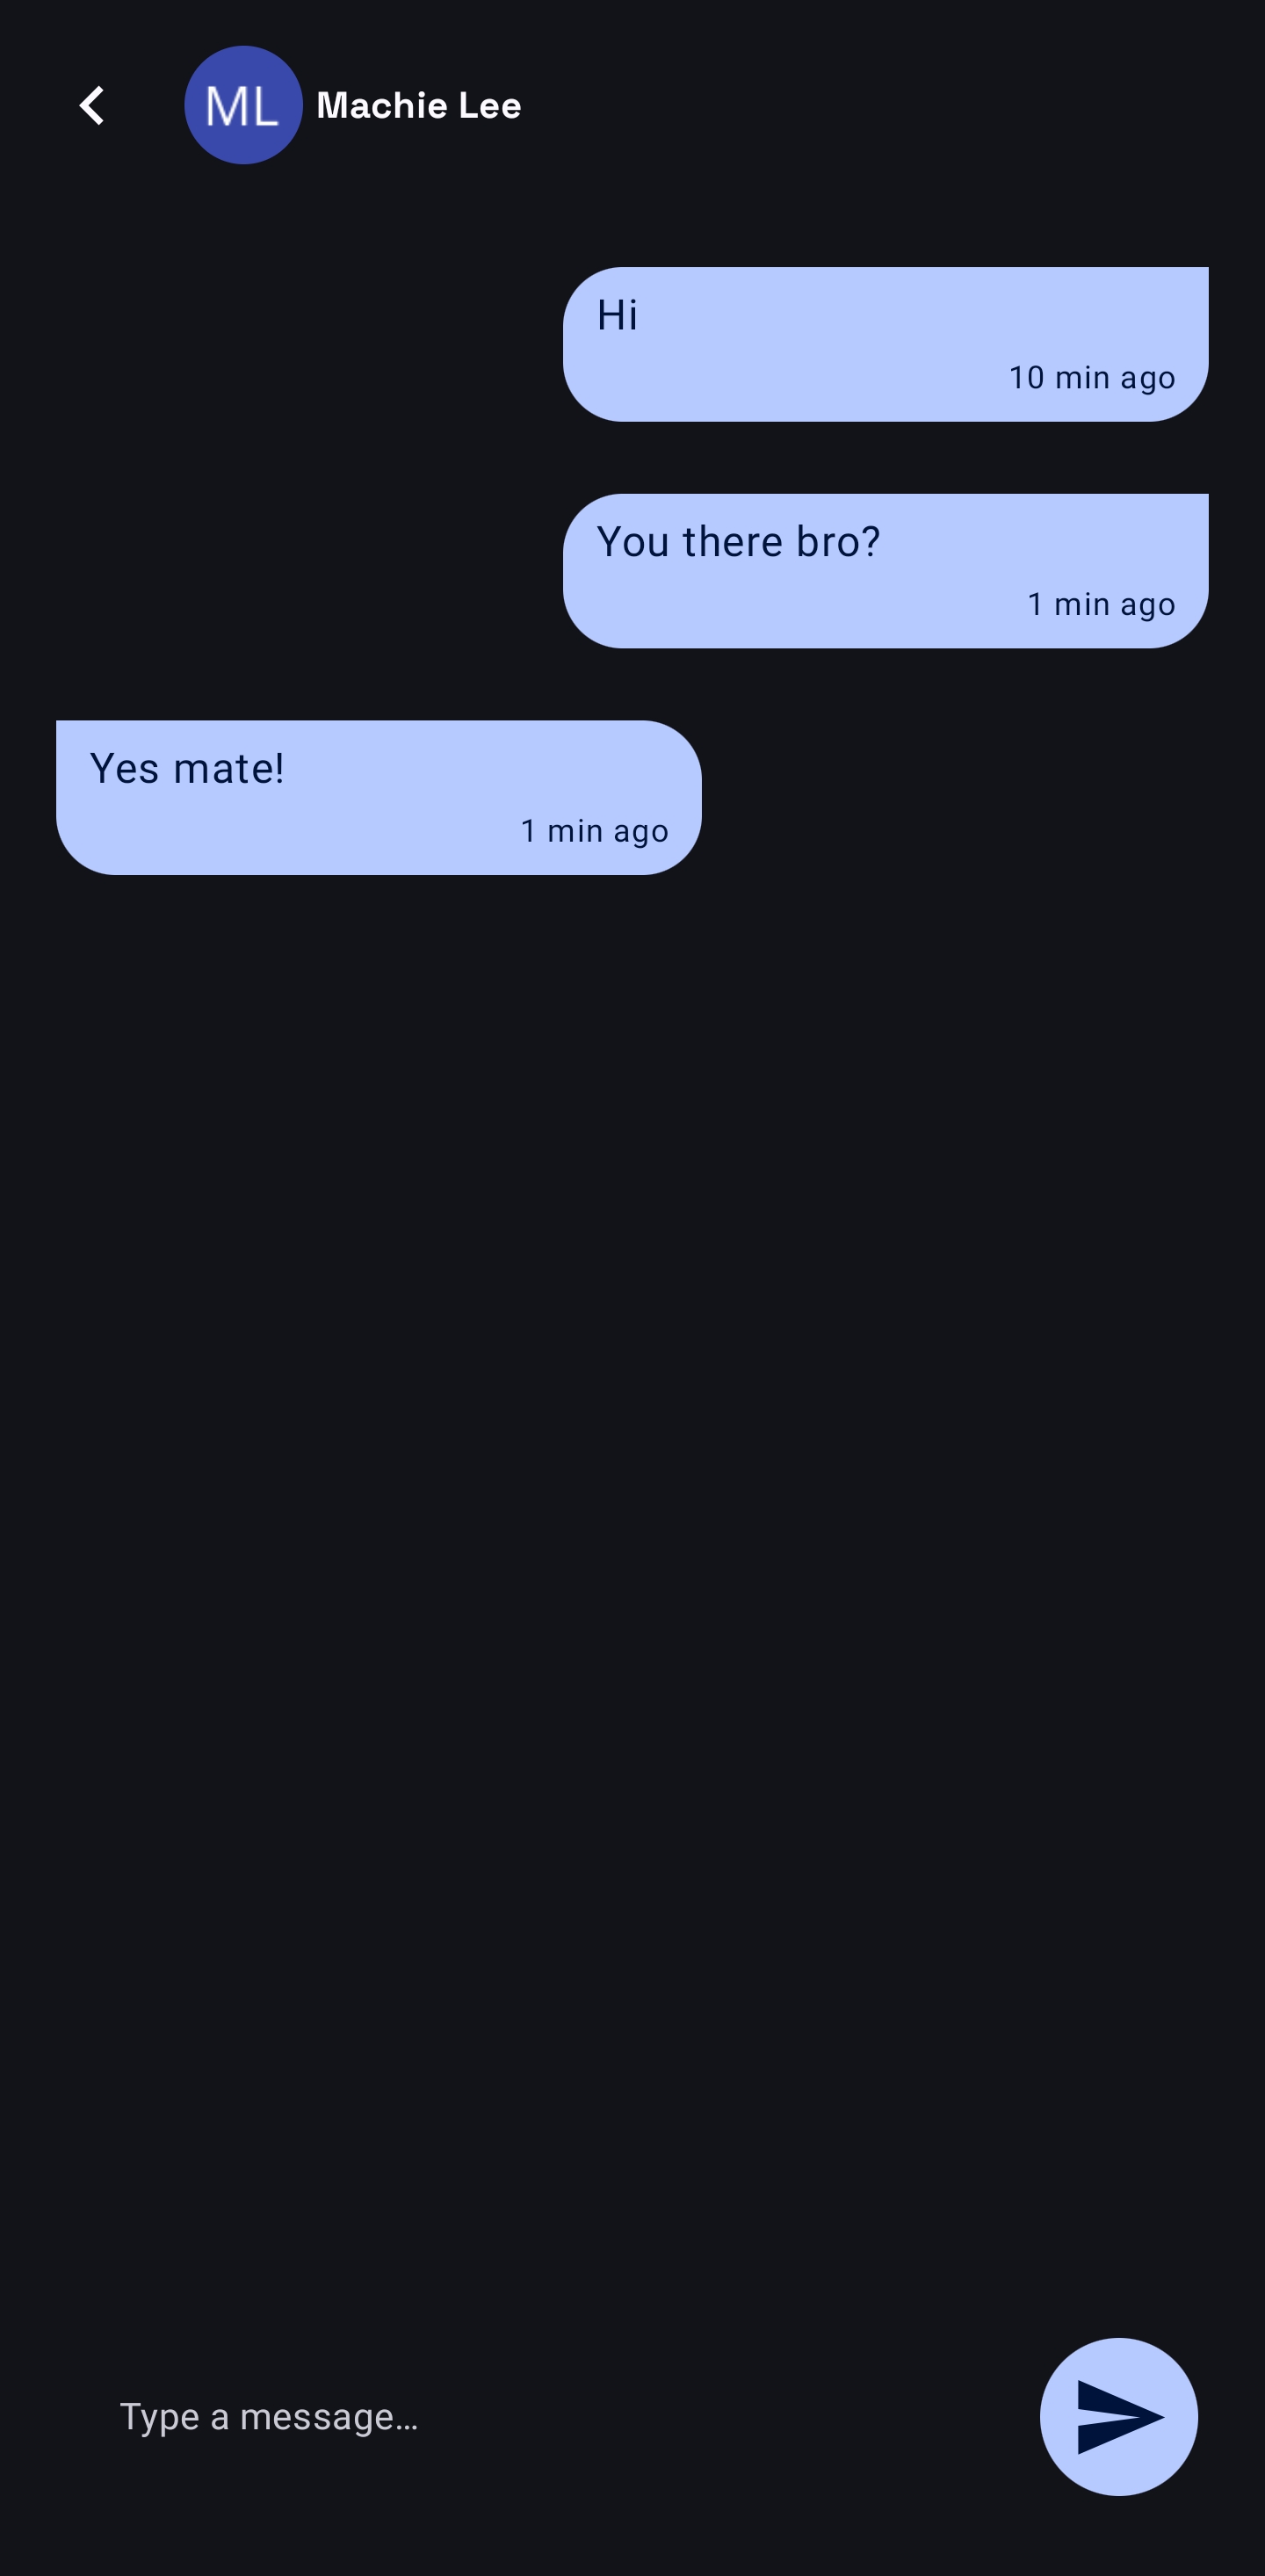 ML Machie Lee
Hi
10 min ago
You there bro?
1 min ago
Yes mate!
1 min ago
Type a message…